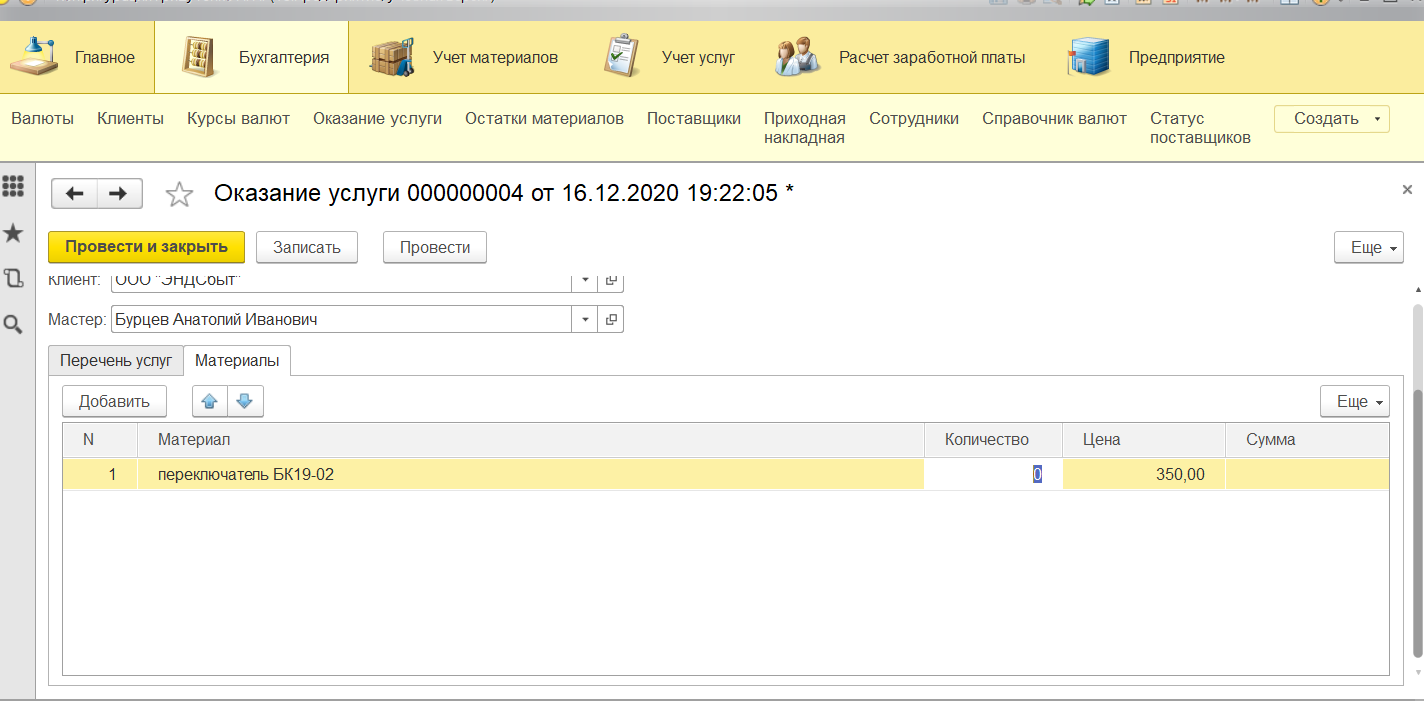 Главное
Бухгалтерия
Учет материалов
Учет услуг
Расчет заработной платы
Предприятие
Валюты
Клиенты
Курсы валют
Оказание услуги
Остатки материалов
Поставщики
Приходная накладная
Сотрудники
Справочник валют
Статус поставщиков
Создать
Оказание услуги 000000004 от 16.12.2020 19:22:05 *
Провести и закрыть
Записать
Провести
Еще
Клиент: ООО "ЭНДСбыт"
Мастер: Бурцев Анатолий Иванович
Перечень услуг
Материалы
Добавить
Еще
N Материал Количество Цена Сумма
1 переключатель БК19-02 0 350,00